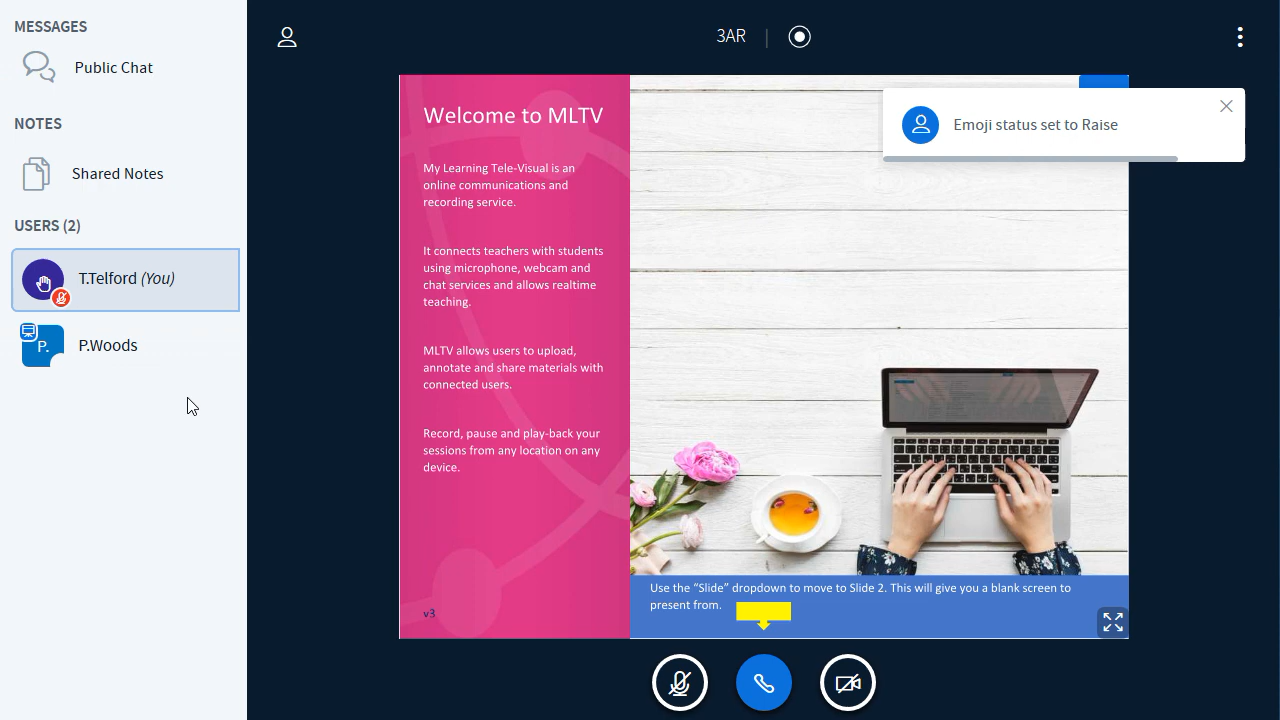 MESSAGES
Public Chat
NOTES
Shared Notes
USERS (2)
T.Telford (You)
P.
P.Woods
3AR
Emoji status set to Raise
Welcome to MLTV
My Learning Tele-Visual is an
online communications and
recording service.
It connects teachers with students
using microphone, webcam and
chat services and allows realtime
teaching.
MLTV allows users to upload,
annotate and share materials with
connected users.
Record, pause and play-back your
sessions from any location on any
device.
v3
Use the “Slide” dropdown to move to Slide 2. This will give you a blank screen to
present from.